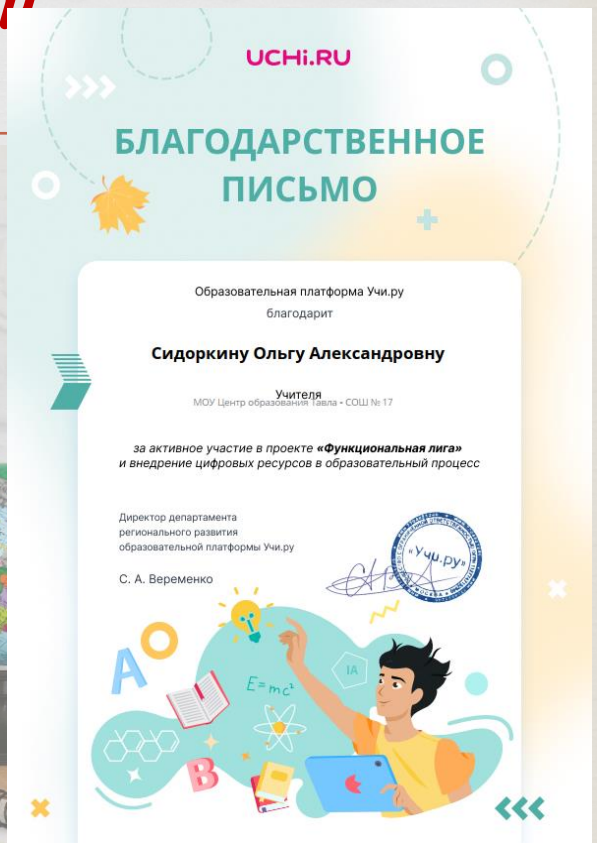 UCHi.RU
БЛАГОДАРСТВЕННОЕ
ПИСЬМО
Образовательная платформа Учи.ру
благодарит
Сидоркину Ольгу Александровну
Учителя
МОУ Центр образования Тавла • СОШ № 17
за активное участие в проекте «Функциональная лига»
и внедрение цифровых ресурсов в образовательный процесс
Директор департамента
регионального развития
образовательной платформы Учи.ру
С. А. Веременко
«Учи.ру»
A
E=mc²
IA
B